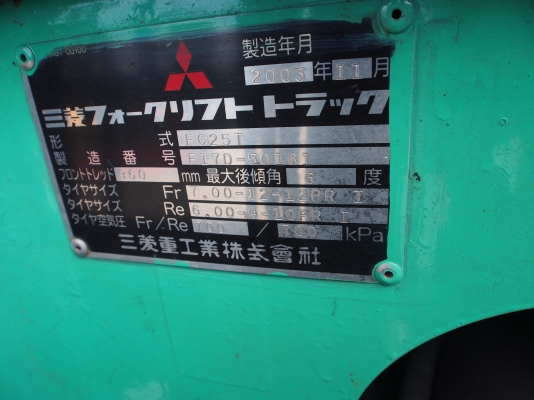 製造年月
2003年11月
三菱フォークリフトトラック
形式 FG25T
製造番号 F17D-50161
フロントトレッド 960 mm 最大後傾角 度
タイヤサイズ Fr 7.00-12-12PR I
タイヤサイズ Re 6.00-9-10PR I
タイヤ空気圧 Fr/Re 700 / kPa
三菱重工業株式會社